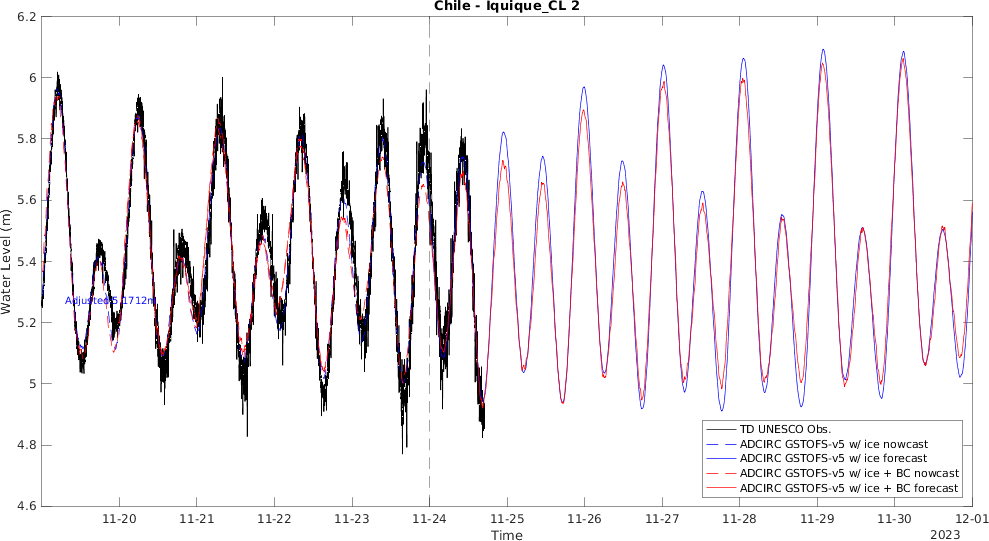 Chile - Iquique_CL 2
6.2
6
5.8
5.6
5.4
5.2
5
4.8
4.6
Water Level (m)
Adjusted 5.1712m
TD UNESCO Obs.
ADCIRC GSTOFS-v5 w/ ice nowcast
ADCIRC GSTOFS-v5 w/ ice forecast
ADCIRC GSTOFS-v5 w/ ice + BC nowcast
ADCIRC GSTOFS-v5 w/ ice + BC forecast
11-20 11-21 11-22 11-23 11-24 11-25 11-26 11-27 11-28 11-29 11-30 12-01
Time
2023